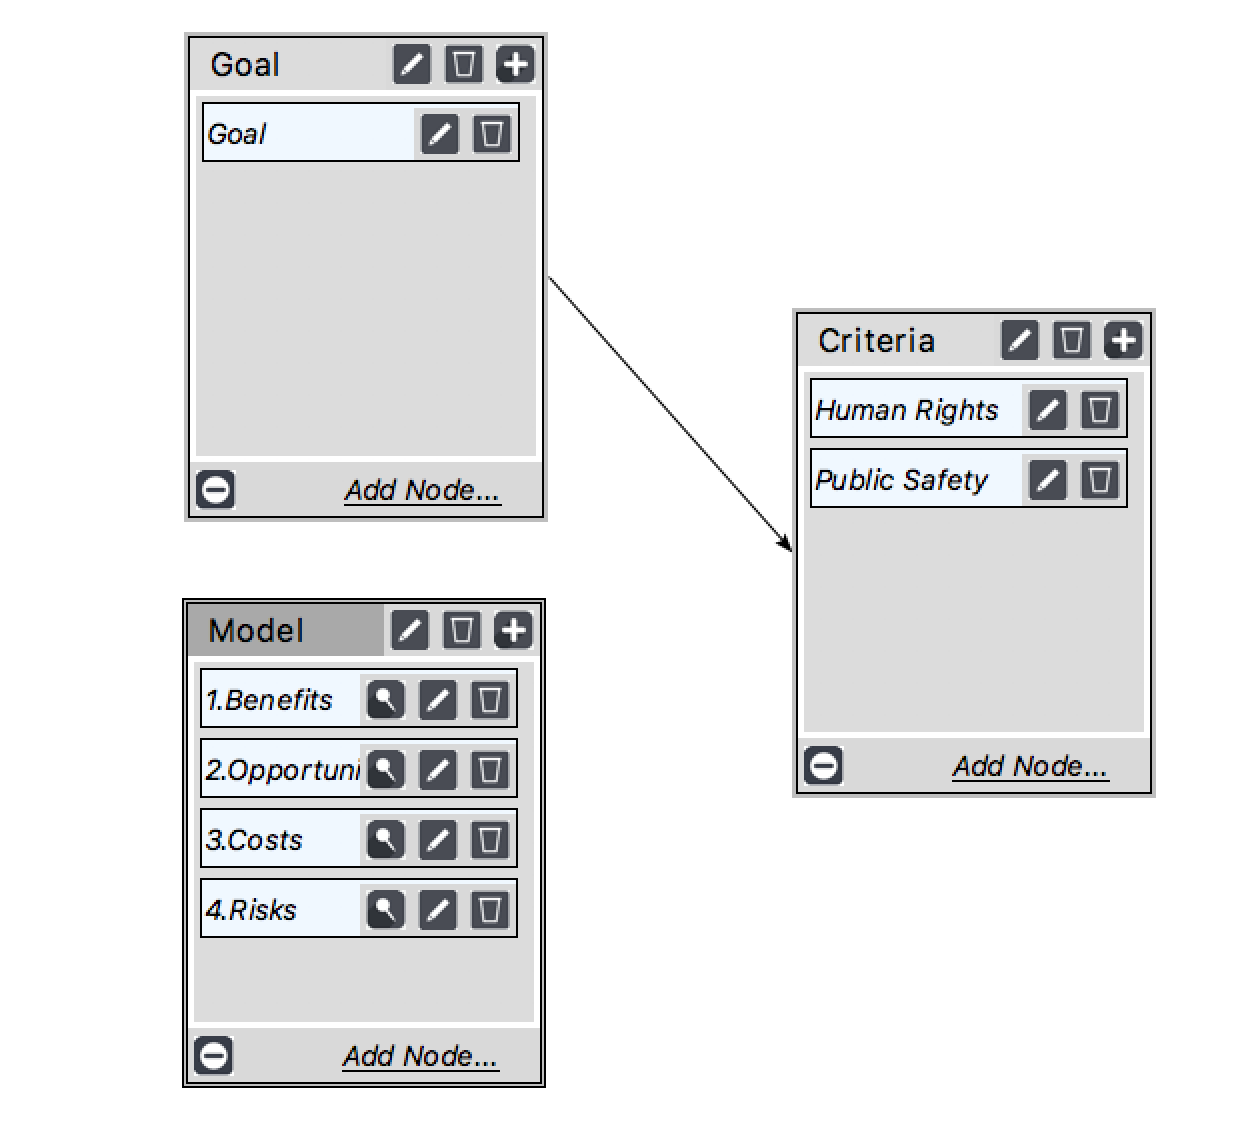 Goal
Goal
Add Node...
Criteria
Human Rights
Public Safety
Add Node...
Model
1.Benefits
2.Opportuni
3.Costs
4.Risks
Add Node...